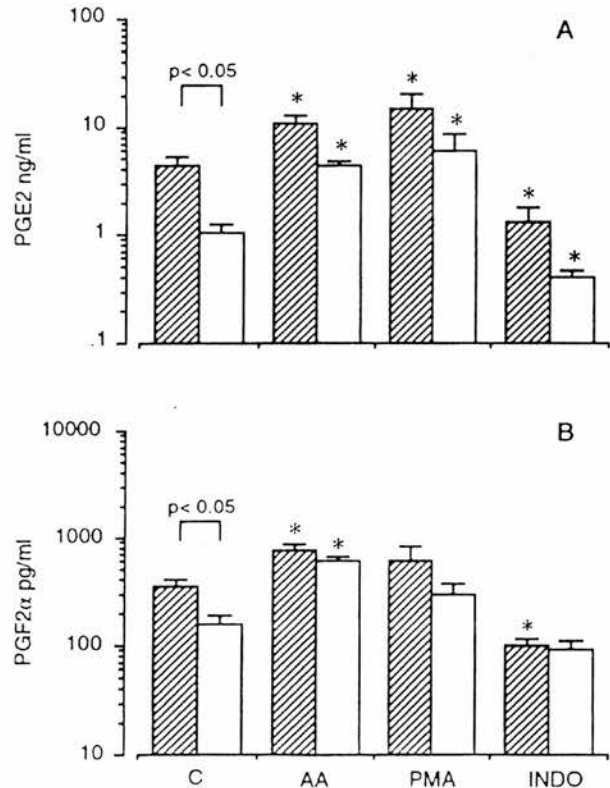 A
PGE2 ng/ml
100
10
1
.1
p< 0.05
* * * * * *
B
PGF2α pg/ml
10000
1000
100
10
p< 0.05
* * *
C AA PMA INDO